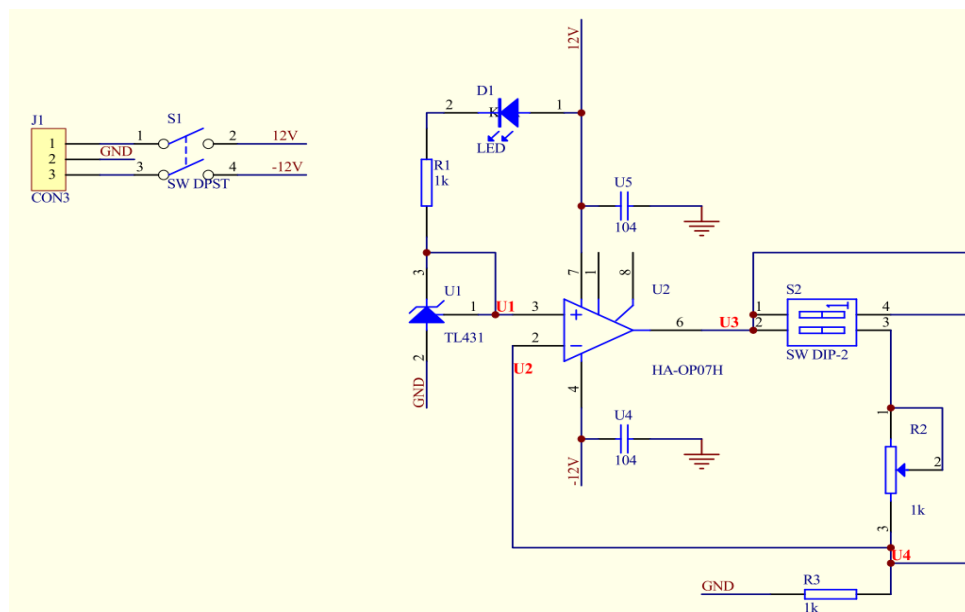 12V
D1
2
K
1
LED
J1
S1
1
1
2
12V
2
GND
3
3
4
-12V
SW DPST
CON3
R1
1k
U5
104
3
U1
7
1
8
U2
1
U1
3
+
TL431
2
GND
2
−
U2
6
U3
HA-OP07H
4
S2
1
1
4
2
3
SW DIP-2
U4
104
-12V
1
R2
2
1k
3
U4
GND
R3
1k